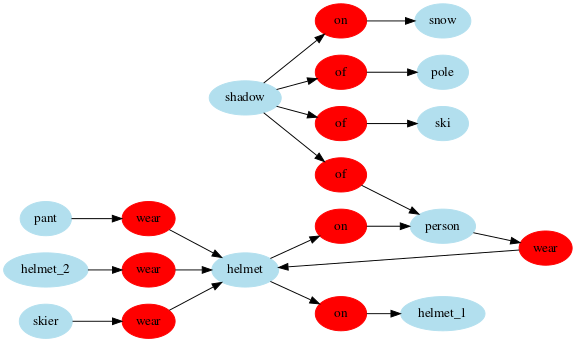 on
snow
of
pole
shadow
of
ski
of
pant
wear
on
person
wear
helmet_2
wear
helmet
skier
wear
on
helmet_1